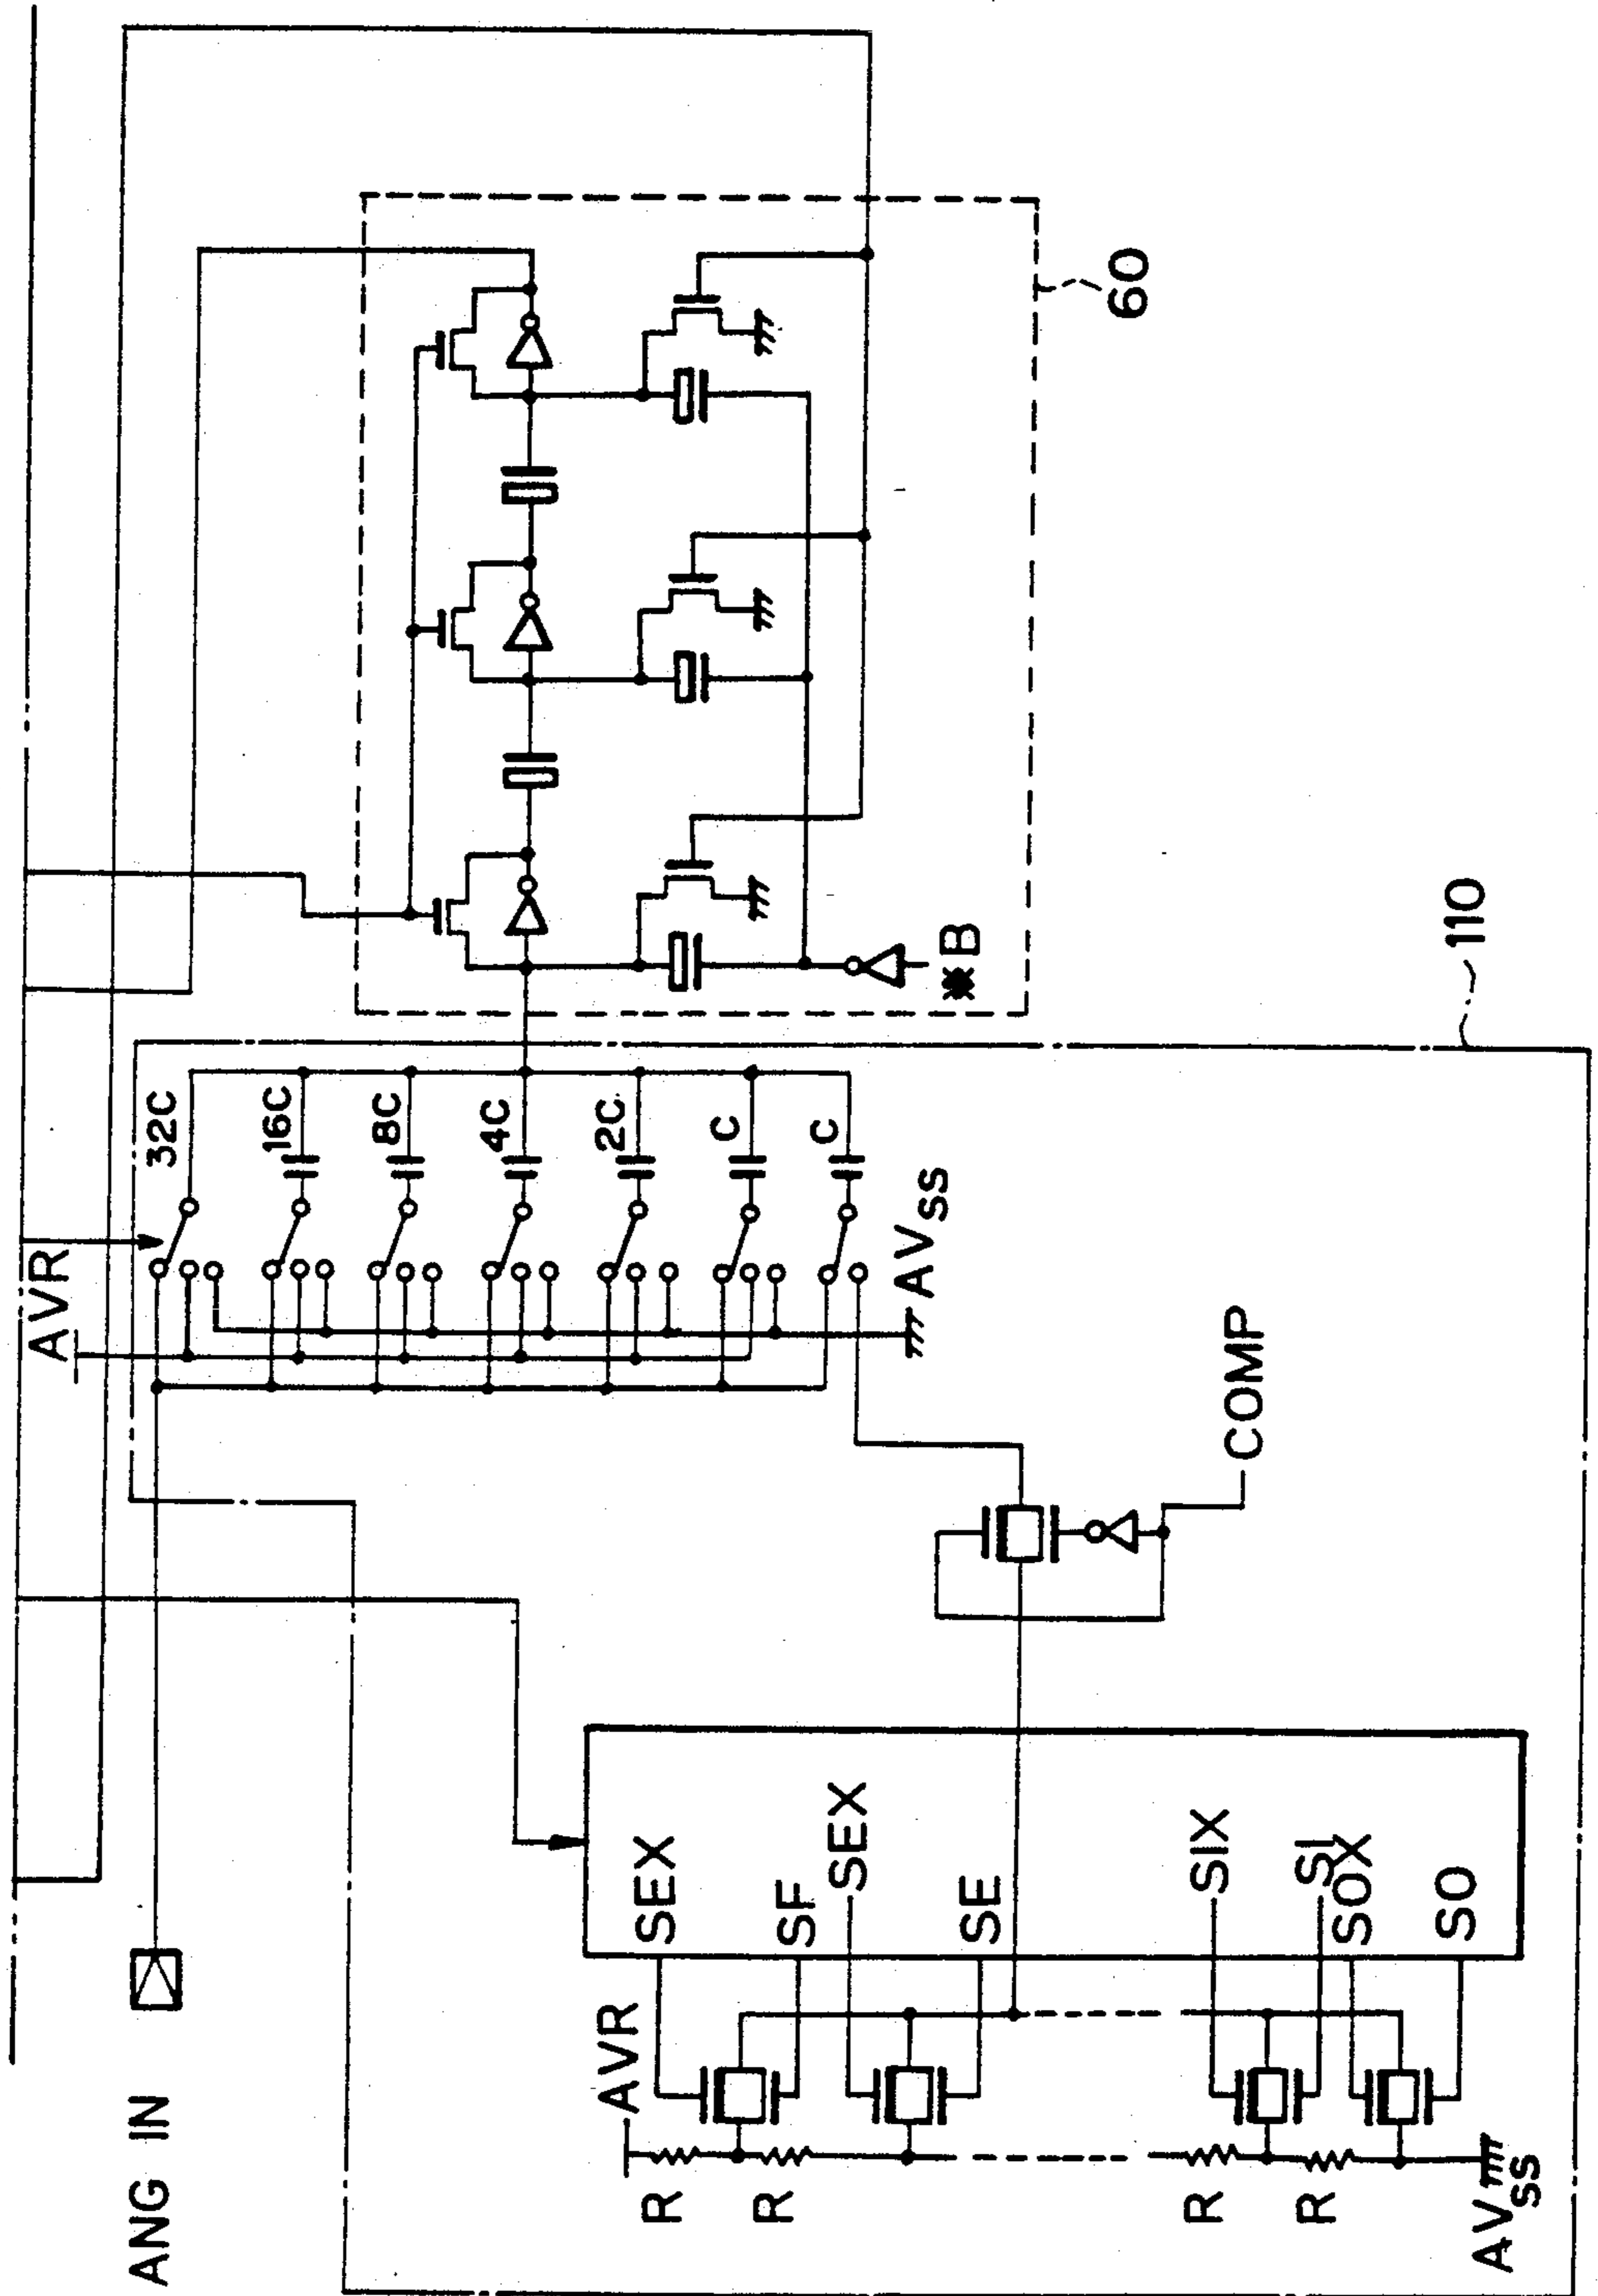 ANG IN
AVR
32C
16C
8C
4C
2C
C
C
AVSS
60
※B
110
COMP
SEX
SF
SEX
SE
SIX
SI
SOX
SO
AVR
R
R
R
R
AVSS